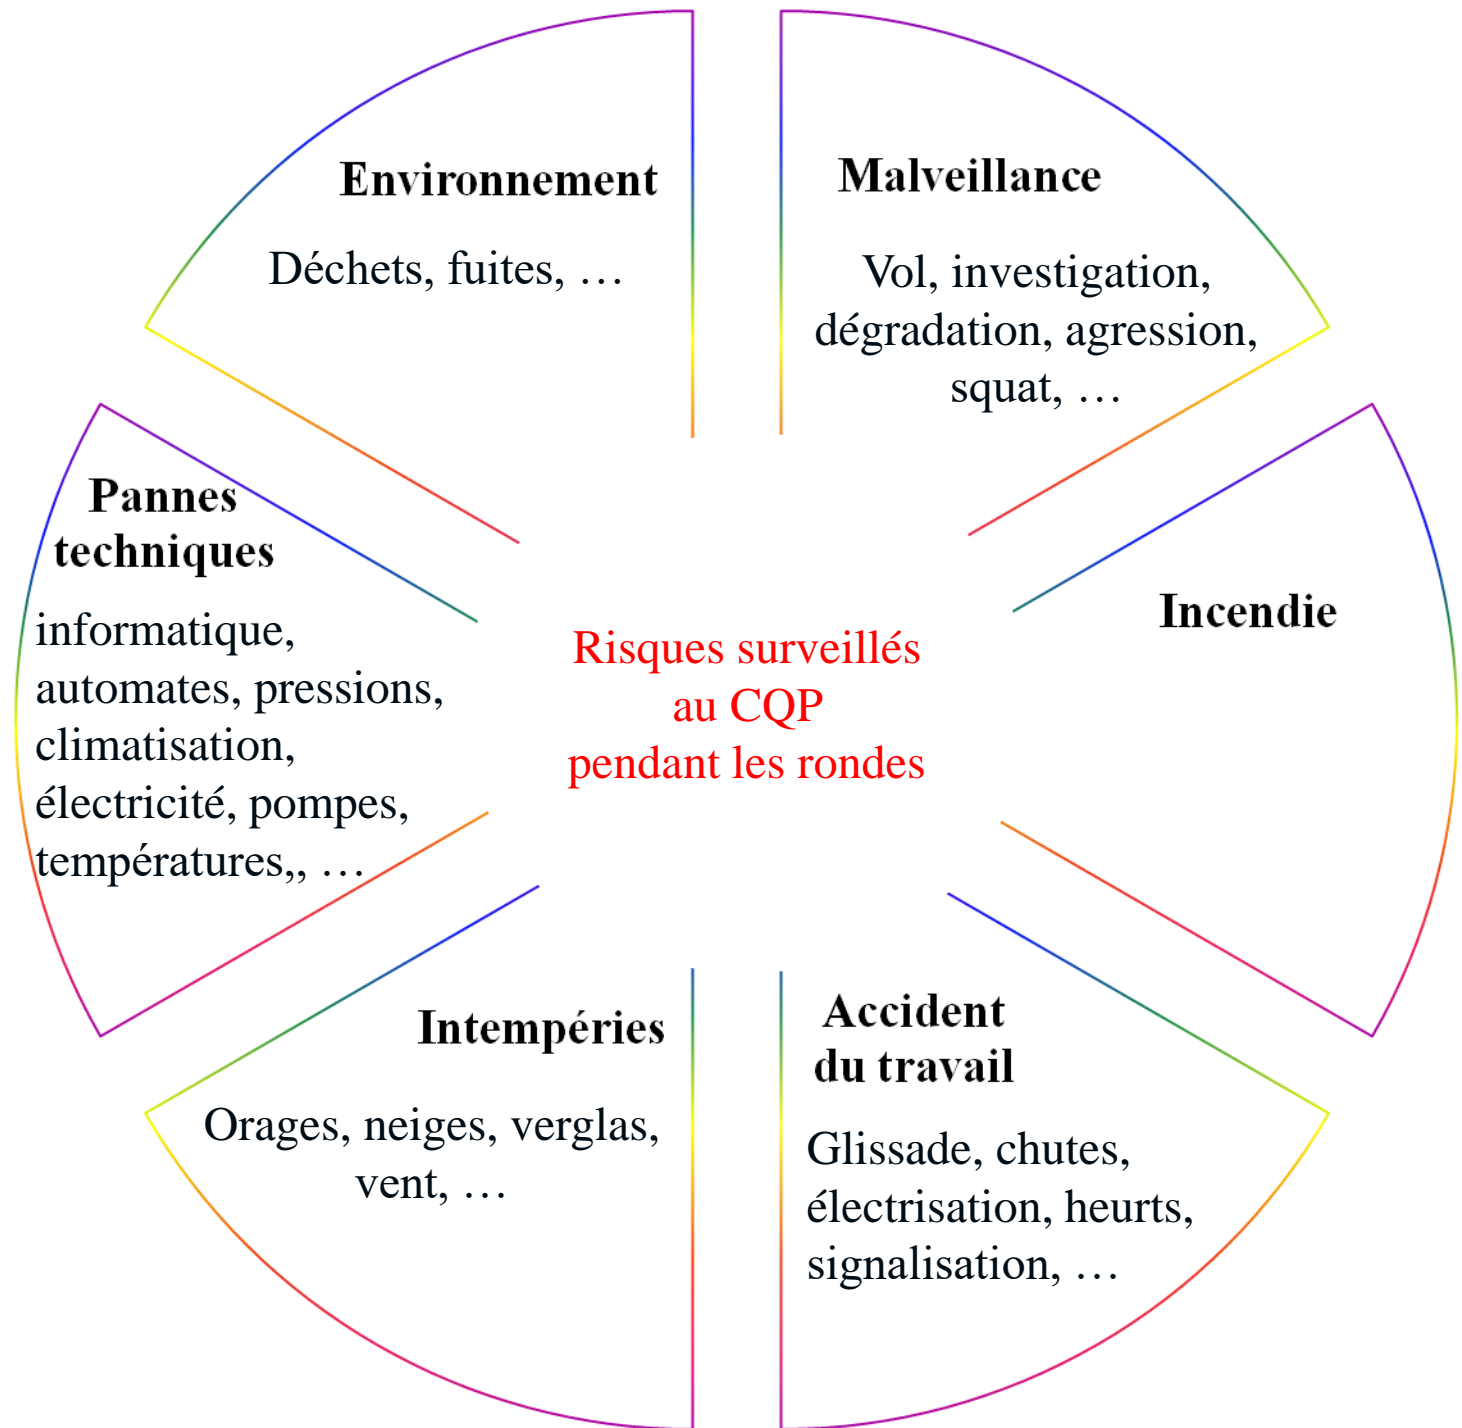 Environnement
Déchets, fuites, …
Malveillance
Vol, investigation,
dégradation, agression,
squat, …
Pannes
techniques
informatique,
automates, pressions,
climatisation,
électricité, pompes,
températures,, …
Risques surveillés
au CQP
pendant les rondes
Incendie
Intempéries
Orages, neiges, verglas,
vent, …
Accident
du travail
Glissade, chutes,
électrisation, heurts,
signalisation, …